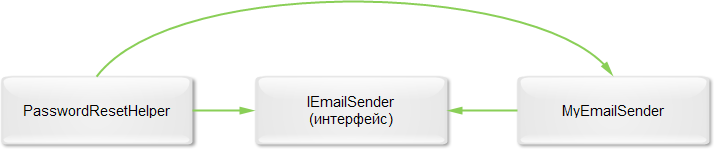 PasswordResetHelper
IEmailSender
(интерфейс)
MyEmailSender